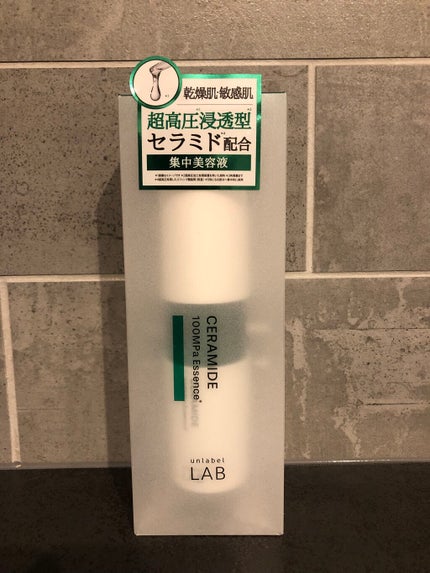 乾燥肌・敏感肌
超高圧浸透型
セラミド配合
集中美容液
CERAMIDE
100MPa Essence
unlabel
LAB